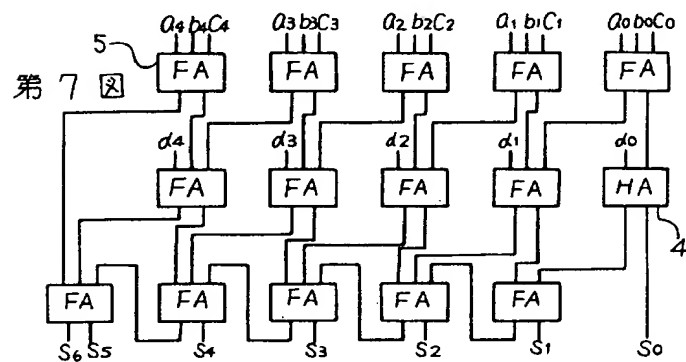 a4 b4 C4 a3 b3 C3 a2 b2 C2 a1 b1 C1 a0 b0 C0
5 FA FA FA FA FA
第7図
d4 d3 d2 d1 d0
FA FA FA FA HA
4
FA FA FA FA FA
S6 S5 S4 S3 S2 S1 S0